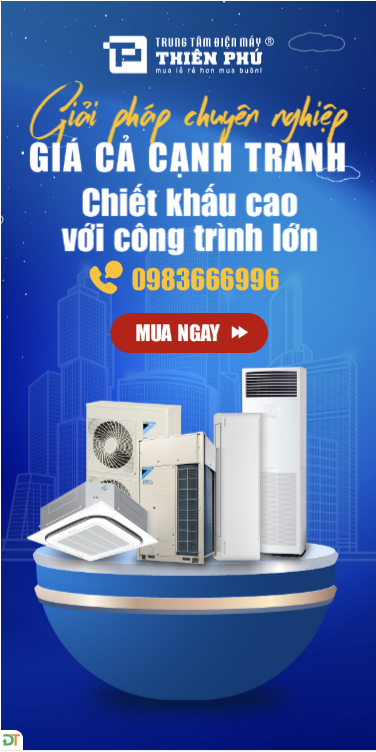 TRUNG TÂM ĐIỆN MÁY ®
THIÊN PHÚ
mua lẻ rẻ hơn mua buôn!
Giải pháp chuyên nghiệp
GIÁ CẢ CẠNH TRANH
Chiết khấu cao
với công trình lớn
0983666996
MUA NGAY
DT